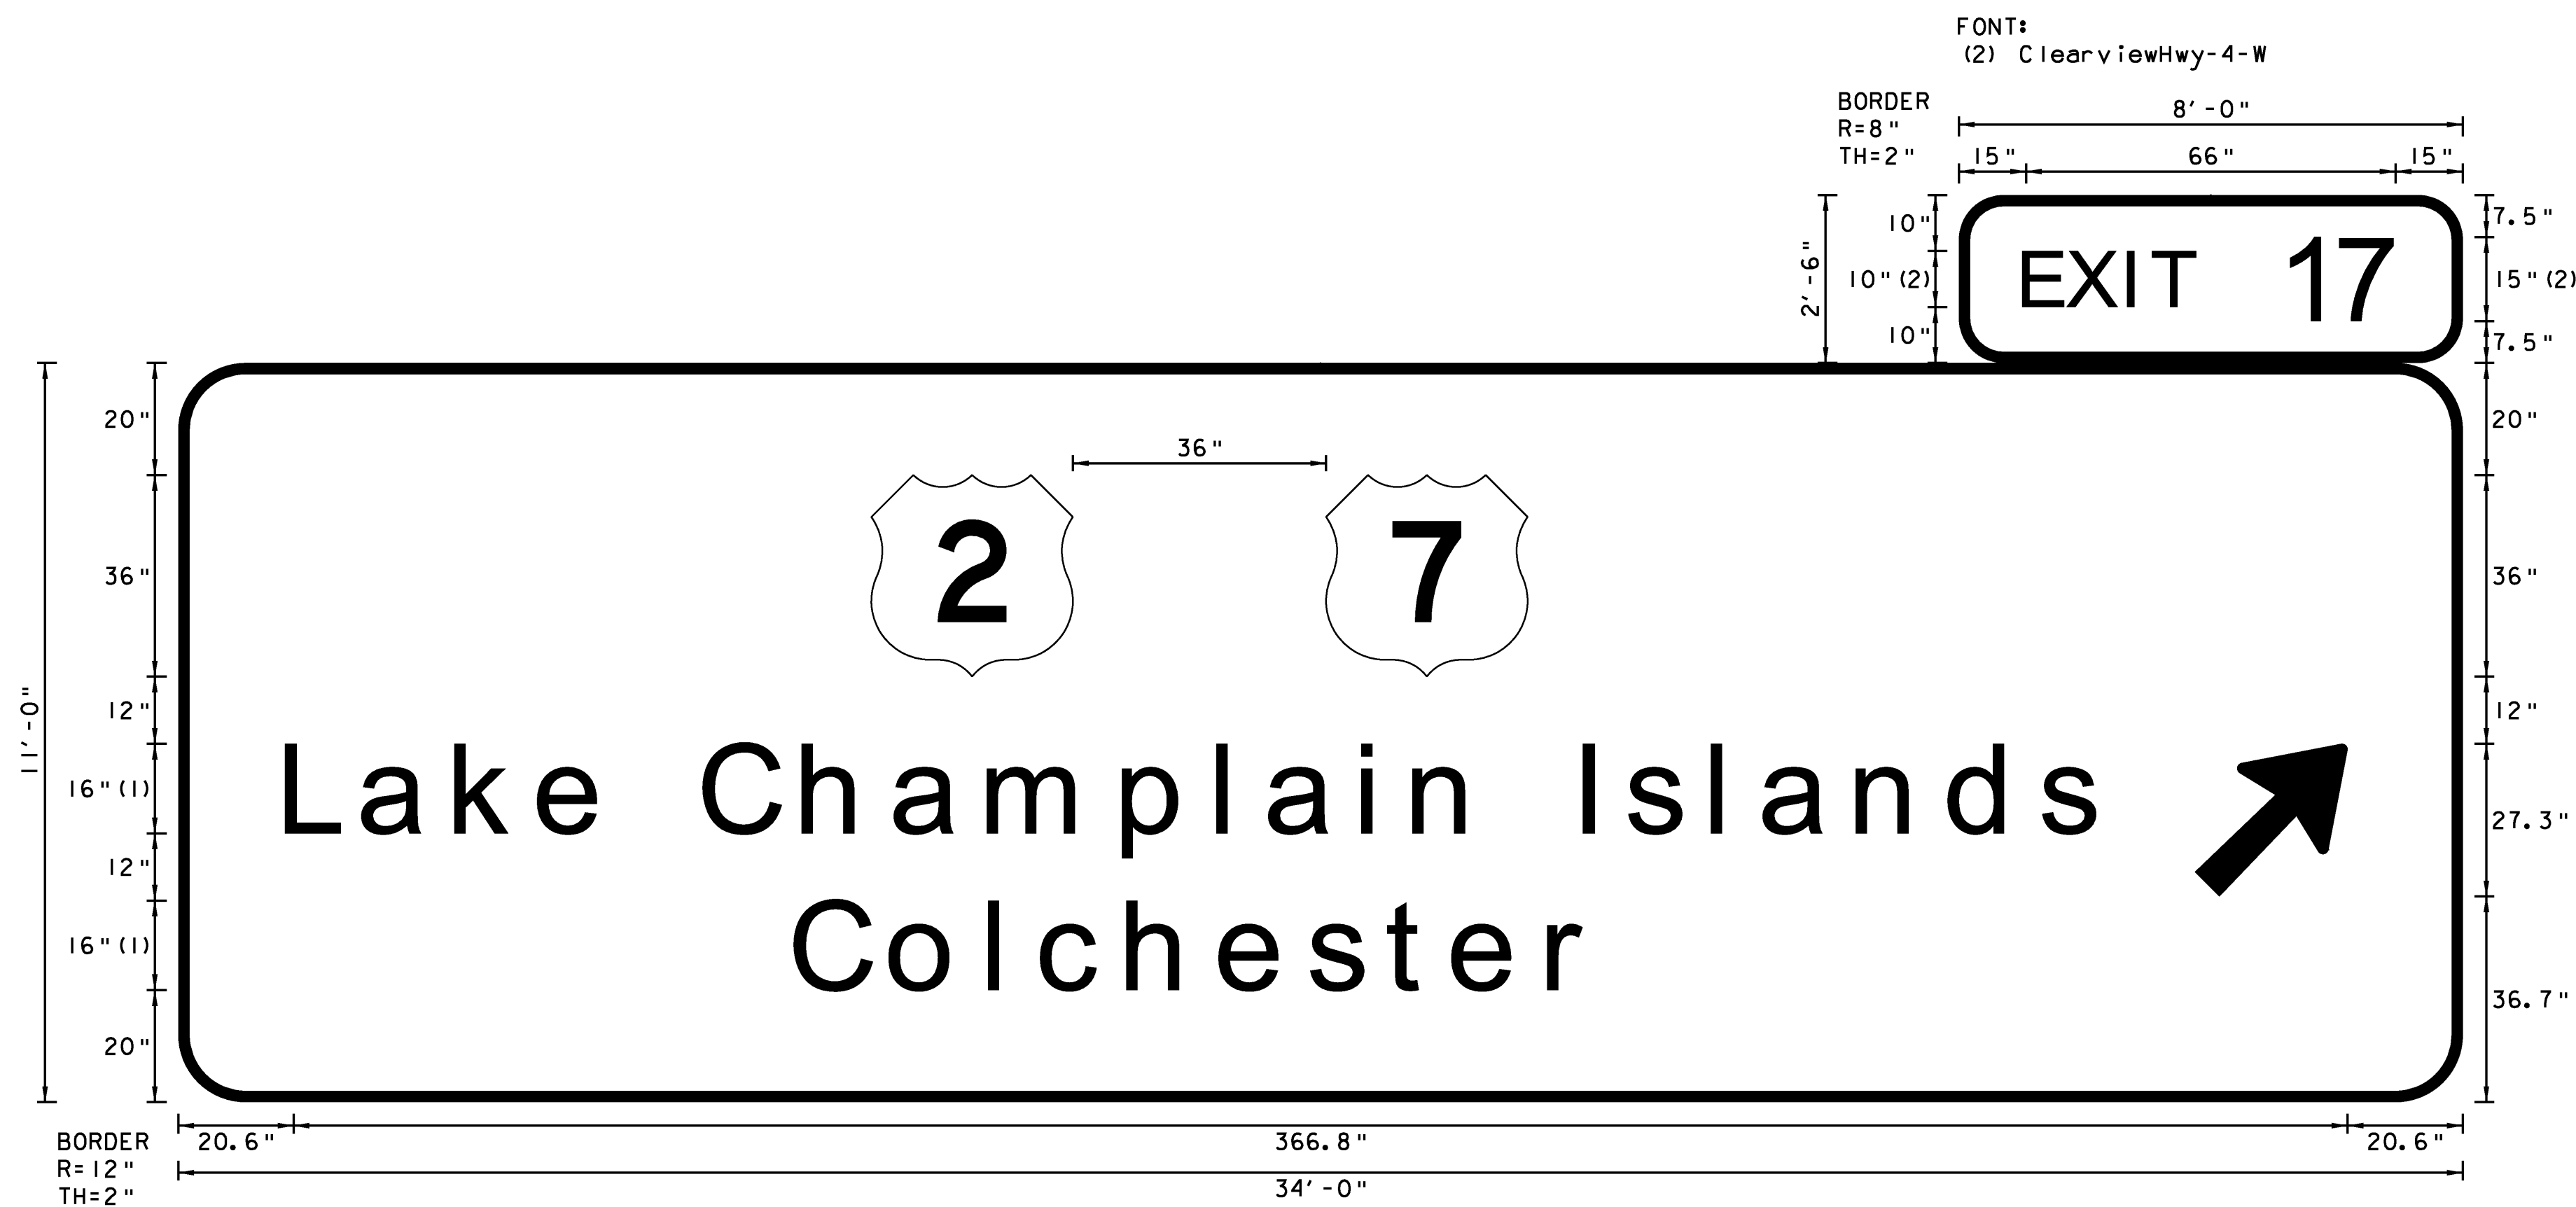 FONT:
(2) ClearviewHwy-4-W
BORDER
R=8"
TH=2"
8'-0"
15" 66" 15"
2'-6"
10"
10"(2)
10"
EXIT 17
7.5"
15"(2)
7.5"
11'-0"
20"
36"
12"
16"(1)
12"
16"(1)
20"
36"
2 7
Lake Champlain Islands
Colchester
20"
36"
12"
27.3"
36.7"
BORDER
R=12"
TH=2"
20.6" 366.8" 20.6"
34'-0"